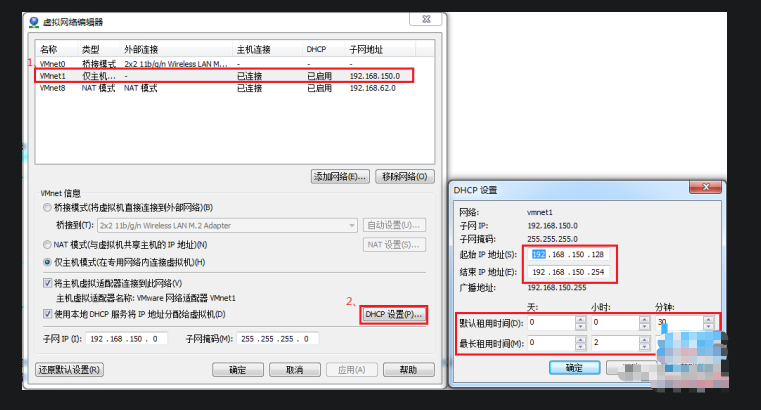 虚拟网络编辑器
名称 类型 外部连接 主机连接 DHCP 子网地址
VMnet0 桥接模式 2x2 11b/g/n Wireless LAN M... - - -
1、
VMnet1 仅主机... - 已连接 已启用 192.168.150.0
VMnet8 NAT 模式 NAT 模式 已连接 已启用 192.168.62.0
添加网络(E)... 移除网络(O)
VMnet 信息
桥接模式(将虚拟机直接连接到外部网络)(B)
桥接到(T): 2x2 11b/g/n Wireless LAN M.2 Adapter 自动设置(U)...
NAT 模式(与虚拟机共享主机的 IP 地址)(N) NAT 设置(S)...
仅主机模式(在专用网络内连接虚拟机)(H)
将主机虚拟适配器连接到此网络(V)
主机虚拟适配器名称: VMware 网络适配器 VMnet1
2、
使用本地 DHCP 服务将 IP 地址分配给虚拟机(D) DHCP 设置(P)...
子网 IP (I): 192 .168 .150 . 0 子网掩码(M): 255 .255 .255 . 0
还原默认设置(R) 确定 取消 应用(A) 帮助
DHCP 设置
网络: vmnet1
子网 IP: 192.168.150.0
子网掩码: 255.255.255.0
起始 IP 地址(S): 192 .168 .150 .128
结束 IP 地址(E): 192 .168 .150 .254
广播地址: 192.168.150.255
天: 小时: 分钟:
默认租用时间(D): 0 0 30
最长租用时间(M): 0 2
确定